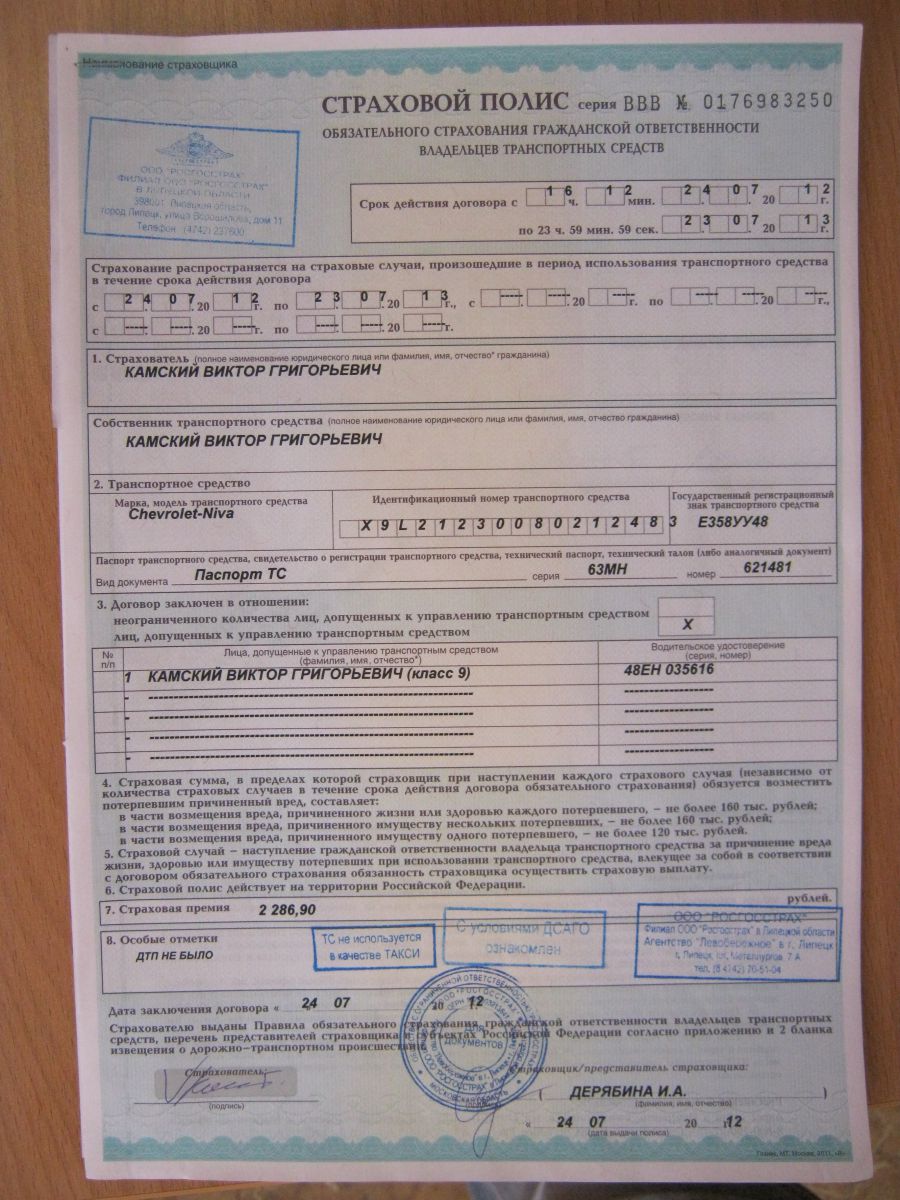 Наименование страховщика
СТРАХОВОЙ ПОЛИС серия ВВВ № 0176983250
ОБЯЗАТЕЛЬНОГО СТРАХОВАНИЯ ГРАЖДАНСКОЙ ОТВЕТСТВЕННОСТИ
ВЛАДЕЛЬЦЕВ ТРАНСПОРТНЫХ СРЕДСТВ
ООО "РОСГОССТРАХ"
ФИЛИАЛ ООО "РОСГОССТРАХ"
В ЛИПЕЦКОЙ ОБЛАСТИ
398001 Липецкая область,
город Липецк, улица Ворошилова, дом 11
Телефон (4742) 237600
Срок действия договора с 16 ч. 12 мин. 24.07.2012 г.
по 23 ч. 59 мин. 59 сек. 23.07.2013 г.
Страхование распространяется на страховые случаи, произошедшие в период использования транспортного средства
в течение срока действия договора
с 24.07.2012 г. по 23.07.2013 г., с ----.----.20---- г. по ----.----.20---- г.,
с ----.----.20---- г. по ----.----.20---- г.
1. Страхователь (полное наименование юридического лица или фамилия, имя, отчество* гражданина)
КАМСКИЙ ВИКТОР ГРИГОРЬЕВИЧ
Собственник транспортного средства (полное наименование юридического лица или фамилия, имя, отчество гражданина)
КАМСКИЙ ВИКТОР ГРИГОРЬЕВИЧ
2. Транспортное средство
Марка, модель транспортного средства Идентификационный номер транспортного средства Государственный регистрационный
знак транспортного средства
Chevrolet-Niva X9L21230080212483 Е358УУ48
Паспорт транспортного средства, свидетельство о регистрации транспортного средства, технический паспорт, технический талон (либо аналогичный документ)
Вид документа Паспорт ТС серия 63МН номер 621481
3. Договор заключен в отношении:
неограниченного количества лиц, допущенных к управлению транспортным средством
лиц, допущенных к управлению транспортным средством X
№ п/п Лица, допущенные к управлению транспортным средством (фамилия, имя, отчество*) Водительское удостоверение (серия, номер)
1 КАМСКИЙ ВИКТОР ГРИГОРЬЕВИЧ (класс 9) 48ЕН 035616
4. Страховая сумма, в пределах которой страховщик при наступлении каждого страхового случая (независимо от
количества страховых случаев в течение срока действия договора обязательного страхования) обязуется возместить
потерпевшим причиненный вред, составляет:
в части возмещения вреда, причиненного жизни или здоровью каждого потерпевшего, – не более 160 тыс. рублей;
в части возмещения вреда, причиненного имуществу нескольких потерпевших, – не более 160 тыс. рублей;
в части возмещения вреда, причиненного имуществу одного потерпевшего, – не более 120 тыс. рублей.
5. Страховой случай – наступление гражданской ответственности владельца транспортного средства за причинение вреда
жизни, здоровью или имуществу потерпевших при использовании транспортного средства, влекущее за собой в соответствии
с договором обязательного страхования обязанность страховщика осуществить страховую выплату.
6. Страховой полис действует на территории Российской Федерации.
7. Страховая премия 2 286,90 рублей.
8. Особые отметки
ДТП НЕ БЫЛО
ТС не используется
в качестве ТАКСИ
С условиями ДСАГО
ознакомлен
ООО "РОСГОССТРАХ"
Филиал ООО "Росгосстрах" в Липецкой области
Агентство "Левобережное" в г. Липецк
г. Липецк, пл. Металлургов, 7 А
тел. (8 4742) 70-51-04
Дата заключения договора « 24 07 20 12
Страхователю выданы Правила обязательного страхования гражданской ответственности владельцев транспортных
средств, перечень представителей страховщика в субъектах Российской Федерации согласно приложению и 2 бланка
извещения о дорожно-транспортном происшествии.
Страхователь Страховщик/представитель страховщика:
(подпись) (подпись) ( ДЕРЯБИНА И.А. )
(фамилия, имя, отчество)
« 24 07 20 12
(дата выдачи полиса)
Для документов
МОСКОВСКАЯ ОБЛАСТЬ
Гознак, МТ, Москва, 2011, «В»